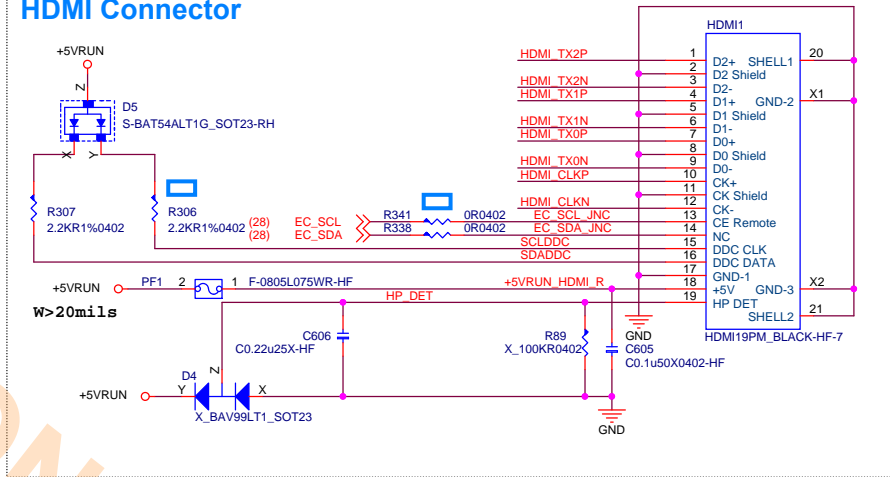 HDMI Connector
+5VRUN
Z
D5
S-BAT54ALT1G_SOT23-RH
X
Y
R307
2.2KR1%0402
R306
2.2KR1%0402
(28) EC_SCL
(28) EC_SDA
R341 0R0402 EC_SCL_JNC
R338 0R0402 EC_SDA_JNC
SCLDDC
SDADDC
HDMI_TX2P
HDMI_TX2N
HDMI_TX1P
HDMI_TX1N
HDMI_TX0P
HDMI_TX0N
HDMI_CLKP
HDMI_CLKN
HDMI1
1 D2+
2 D2 Shield
3 D2-
4 D1+
5 D1 Shield
6 D1-
7 D0+
8 D0 Shield
9 D0-
10 CK+
11 CK Shield
12 CK-
13 CE Remote
14 NC
15 DDC CLK
16 DDC DATA
17 GND-1
18 +5V
19 HP DET
SHELL1 20
GND-2 X1
GND-3 X2
SHELL2 21
HDMI19PM_BLACK-HF-7
+5VRUN PF1 2 1 F-0805L075WR-HF +5VRUN_HDMI_R
W>20mils
HP_DET
C606
C0.22u25X-HF
R89
X_100KR0402
GND
C605
C0.1u50X0402-HF
+5VRUN
D4
Y
Z
X
X_BAV99LT1_SOT23
GND